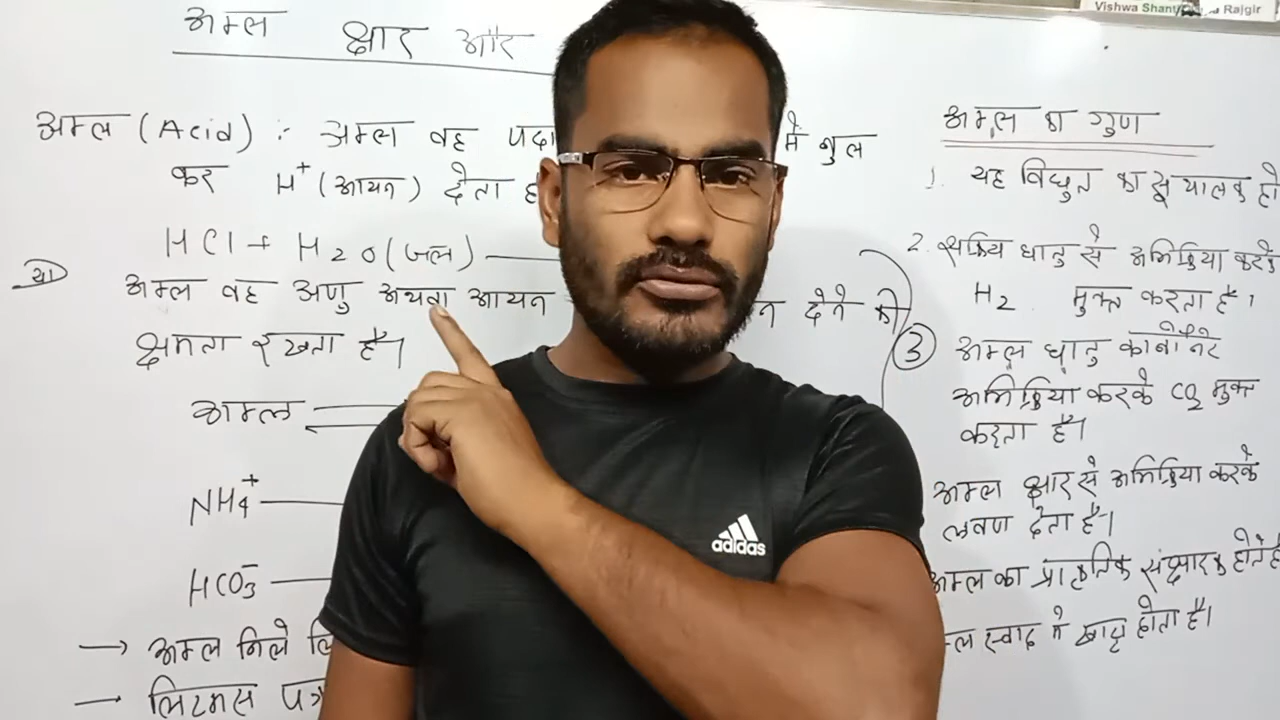 Vishwa Shant
Rajgir
अम्ल क्षार और
अम्ल (Acid) :- अम्ल वह पदा
में घुल
कर H+ (आयन) देता ह
HCl + H2O (जल)
या
अम्ल वह अणु अथवा आयन
न देने की
क्षमता रखता है।
अम्ल
NH4+
HCO3-
→ अम्ल निले लि
लिटमस पत्र
अम्ल का गुण
1. यह विधुत का सूचालक हो
2. सक्रिय धातु से अभिक्रिया करके
H2 मुक्त करता है।
3 अम्ल धातु कार्बोनेट
अभिक्रिया करके CO2 मुक्त
करता है।
अम्ल क्षार से अभिक्रिया करके
लवण देता है।
अम्ल का प्राकृतिक संक्षारक होते है
ल स्वाद में खट्टा होता है।
adidas